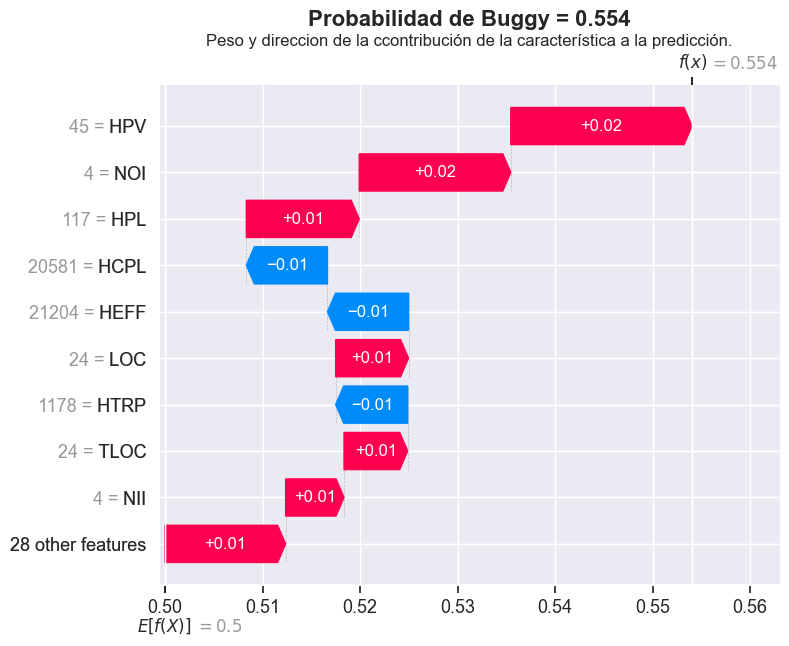 Probabilidad de Buggy = 0.554
Peso y direccion de la ccontribución de la característica a la predicción.
f(x) = 0.554
45 = HPV +0.02
4 = NOI +0.02
117 = HPL +0.01
20581 = HCPL −0.01
21204 = HEFF −0.01
24 = LOC +0.01
1178 = HTRP −0.01
24 = TLOC +0.01
4 = NII +0.01
28 other features +0.01
0.50 0.51 0.52 0.53 0.54 0.55 0.56
E[f(X)] = 0.5